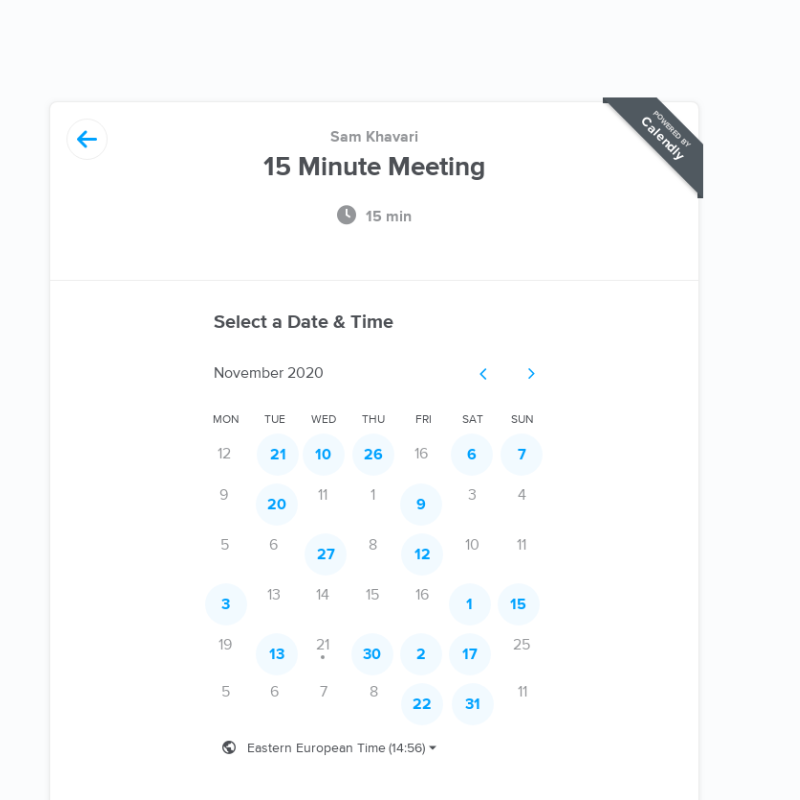 POWERED BY
Calendly
Sam Khavari
15 Minute Meeting
15 min
Select a Date & Time
November 2020
MON TUE WED THU FRI SAT SUN
12 21 10 26 16 6 7
9 20 11 1 9 3 4
5 6 27 8 12 10 11
3 13 14 15 16 1 15
19 13 21 30 2 17 25
5 6 7 8 22 31 11
Eastern European Time (14:56)